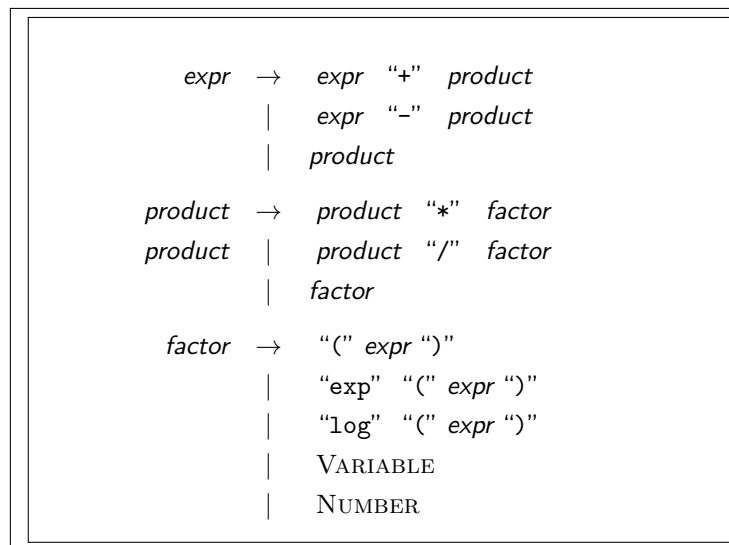 expr → expr “+” product
| expr “-” product
| product
product → product “*” factor
product | product “/” factor
| factor
factor → “(” expr “)”
| “exp” “(” expr “)”
| “log” “(” expr “)”
| VARIABLE
| NUMBER